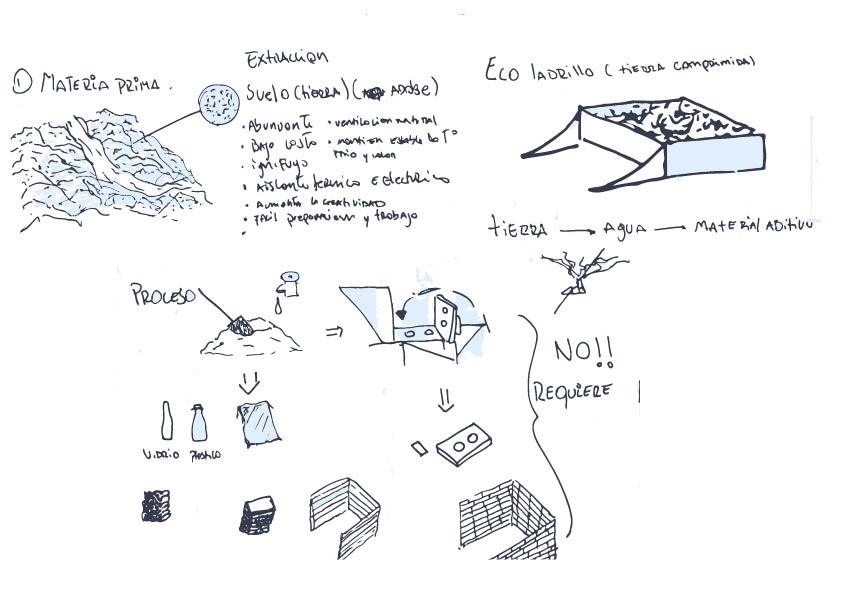 ① MATERIA PRIMA.
EXTRACCION
SUELO (TIERRA) ( ADOBE)
• ABUNDANTE
• BAJO COSTO
• IGNIFUGO
• AISLANTE TERMICO E ELECTRICO
• AUMENTA LA CREATIVIDAD
• FACIL PREPARACION Y TRABAJO
•
• VENTILACION NATURAL
• MANTIEN ESTABLE LA T°
FRIO Y CALOR
ECO LADRILLO (TIERRA COMPRIMIDA)
TIERRA → AGUA → MATERIAL ADITIVO
PROCESO
NO!!
REQUIERE
VIDRIO PLASTICO